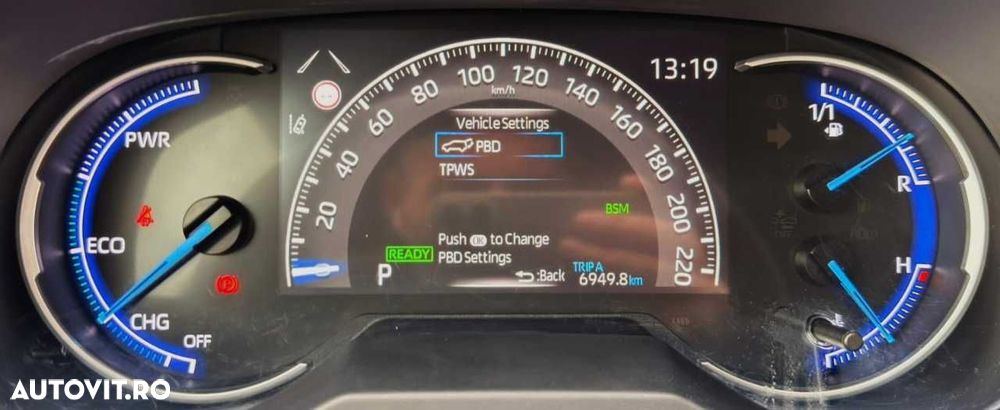 PWR
ECO
CHG
OFF
20
40
60
80
100
120
140
160
180
200
220
km/h
13:19
Vehicle Settings
PBD
TPWS
BSM
Push OK to Change
PBD Settings
READY
P
:Back
TRIP A
6949.8 km
1/1
R
H
AUTOVIT.RO